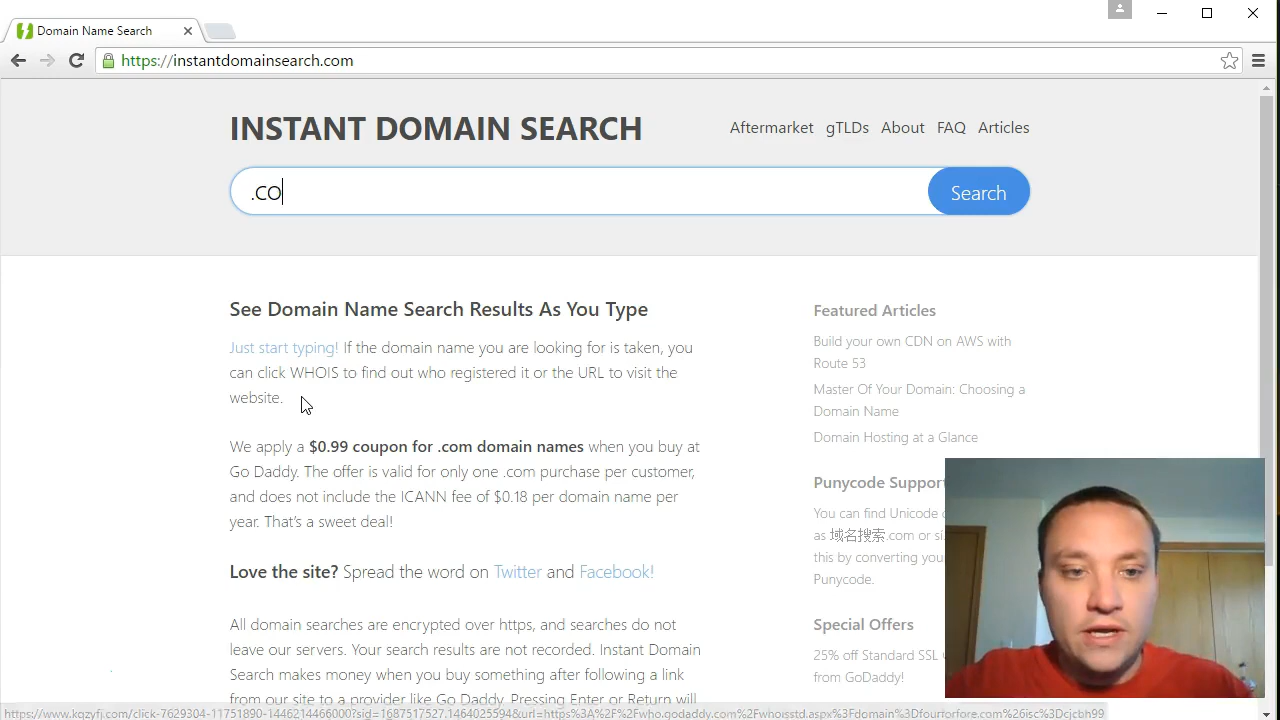 Domain Name Search
https://instantdomainsearch.com
INSTANT DOMAIN SEARCH
Aftermarket gTLDs About FAQ Articles
.CO
Search
See Domain Name Search Results As You Type
Just start typing! If the domain name you are looking for is taken, you
can click WHOIS to find out who registered it or the URL to visit the
website.
We apply a $0.99 coupon for .com domain names when you buy at
Go Daddy. The offer is valid for only one .com purchase per customer,
and does not include the ICANN fee of $0.18 per domain name per
year. That's a sweet deal!
Love the site? Spread the word on Twitter and Facebook!
All domain searches are encrypted over https, and searches do not
leave our servers. Your search results are not recorded. Instant Domain
Search makes money when you buy something after following a link
from our site to a provider like Go Daddy. Pressing Enter or Return will
Featured Articles
Build your own CDN on AWS with
Route 53
Master Of Your Domain: Choosing a
Domain Name
Domain Hosting at a Glance
Punycode Support
You can find Unicode
as 域名搜索.com or
this by converting
Punycode.
Special Offers
25% off Standard SSL
from GoDaddy!